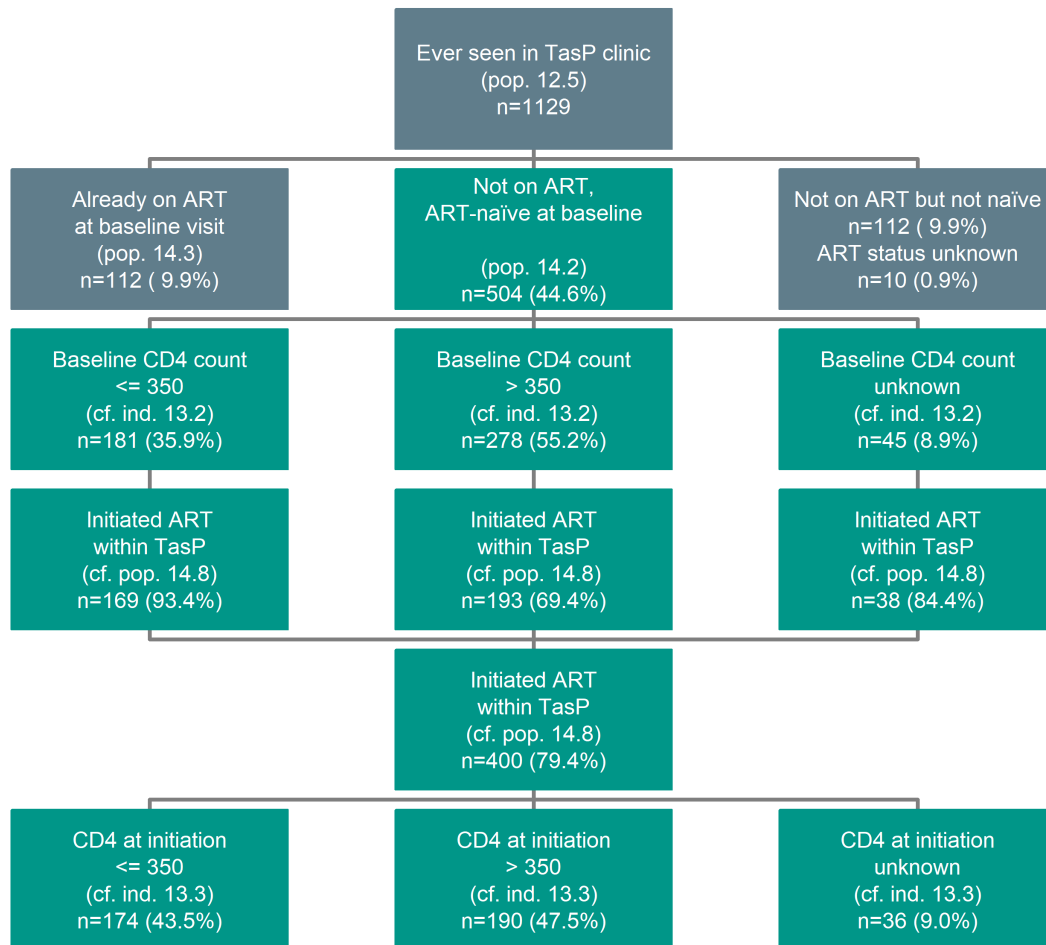 Ever seen in TasP clinic
(pop. 12.5)
n=1129
Already on ART
at baseline visit
(pop. 14.3)
n=112 ( 9.9%)
Not on ART,
ART-naïve at baseline
(pop. 14.2)
n=504 (44.6%)
Not on ART but not naïve
n=112 ( 9.9%)
ART status unknown
n=10 (0.9%)
Baseline CD4 count
<= 350
(cf. ind. 13.2)
n=181 (35.9%)
Baseline CD4 count
> 350
(cf. ind. 13.2)
n=278 (55.2%)
Baseline CD4 count
unknown
(cf. ind. 13.2)
n=45 (8.9%)
Initiated ART
within TasP
(cf. pop. 14.8)
n=169 (93.4%)
Initiated ART
within TasP
(cf. pop. 14.8)
n=193 (69.4%)
Initiated ART
within TasP
(cf. pop. 14.8)
n=38 (84.4%)
Initiated ART
within TasP
(cf. pop. 14.8)
n=400 (79.4%)
CD4 at initiation
<= 350
(cf. ind. 13.3)
n=174 (43.5%)
CD4 at initiation
> 350
(cf. ind. 13.3)
n=190 (47.5%)
CD4 at initiation
unknown
(cf. ind. 13.3)
n=36 (9.0%)